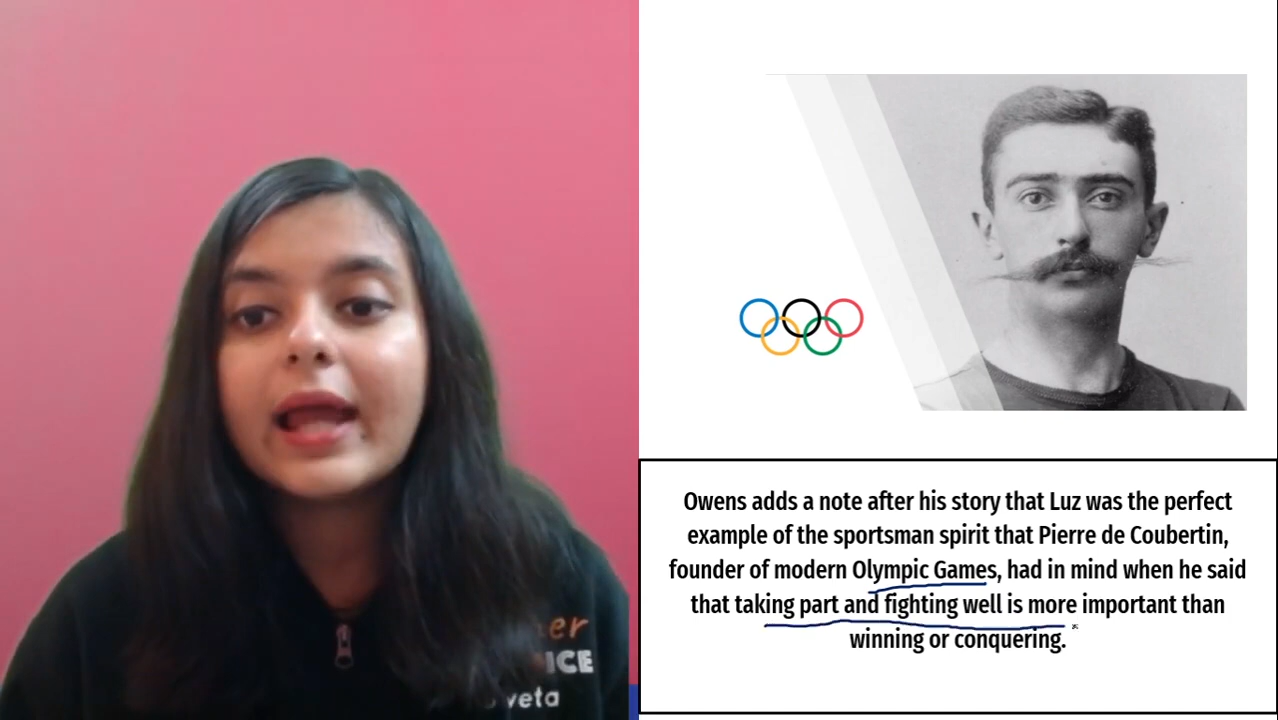 Owens adds a note after his story that Luz was the perfect
example of the sportsman spirit that Pierre de Coubertin,
founder of modern Olympic Games, had in mind when he said
that taking part and fighting well is more important than
winning or conquering.